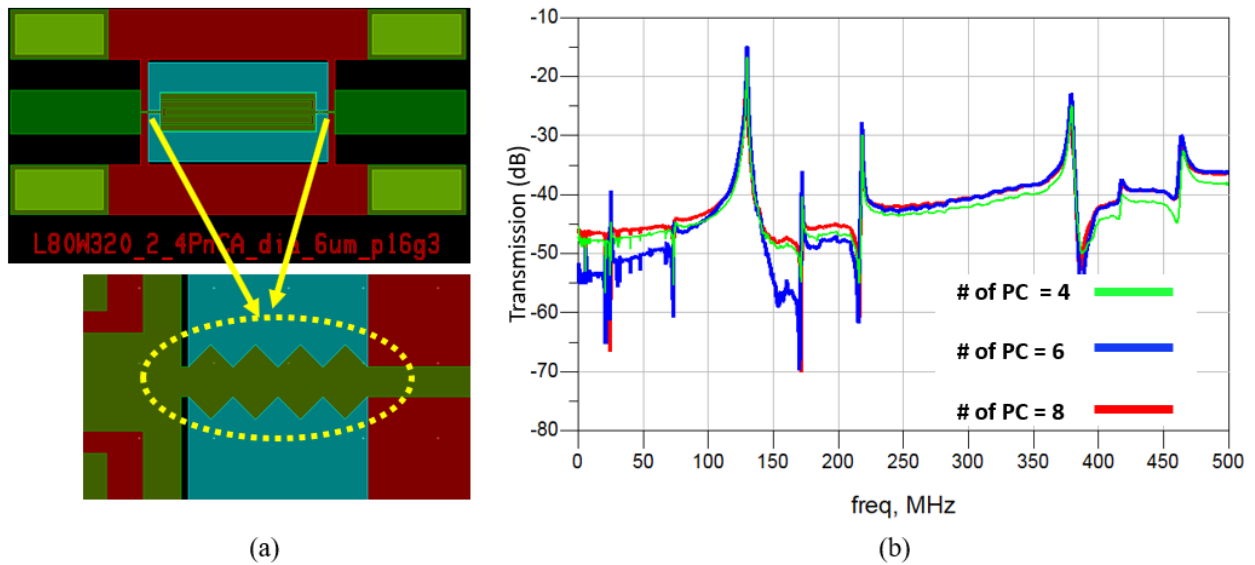 L80W320_2_4PnCA_dia_6um_p16g3
(a)
(b)
-10
-20
-30
-40
-50
-60
-70
-80
Transmission (dB)
0 50 100 150 200 250 300 350 400 450 500
freq, MHz
# of PC = 4
# of PC = 6
# of PC = 8